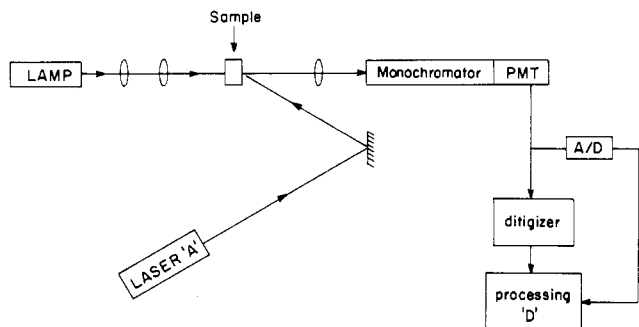 Sample
LAMP
Monochromator
PMT
A/D
ditigizer
LASER 'A'
processing
'D'